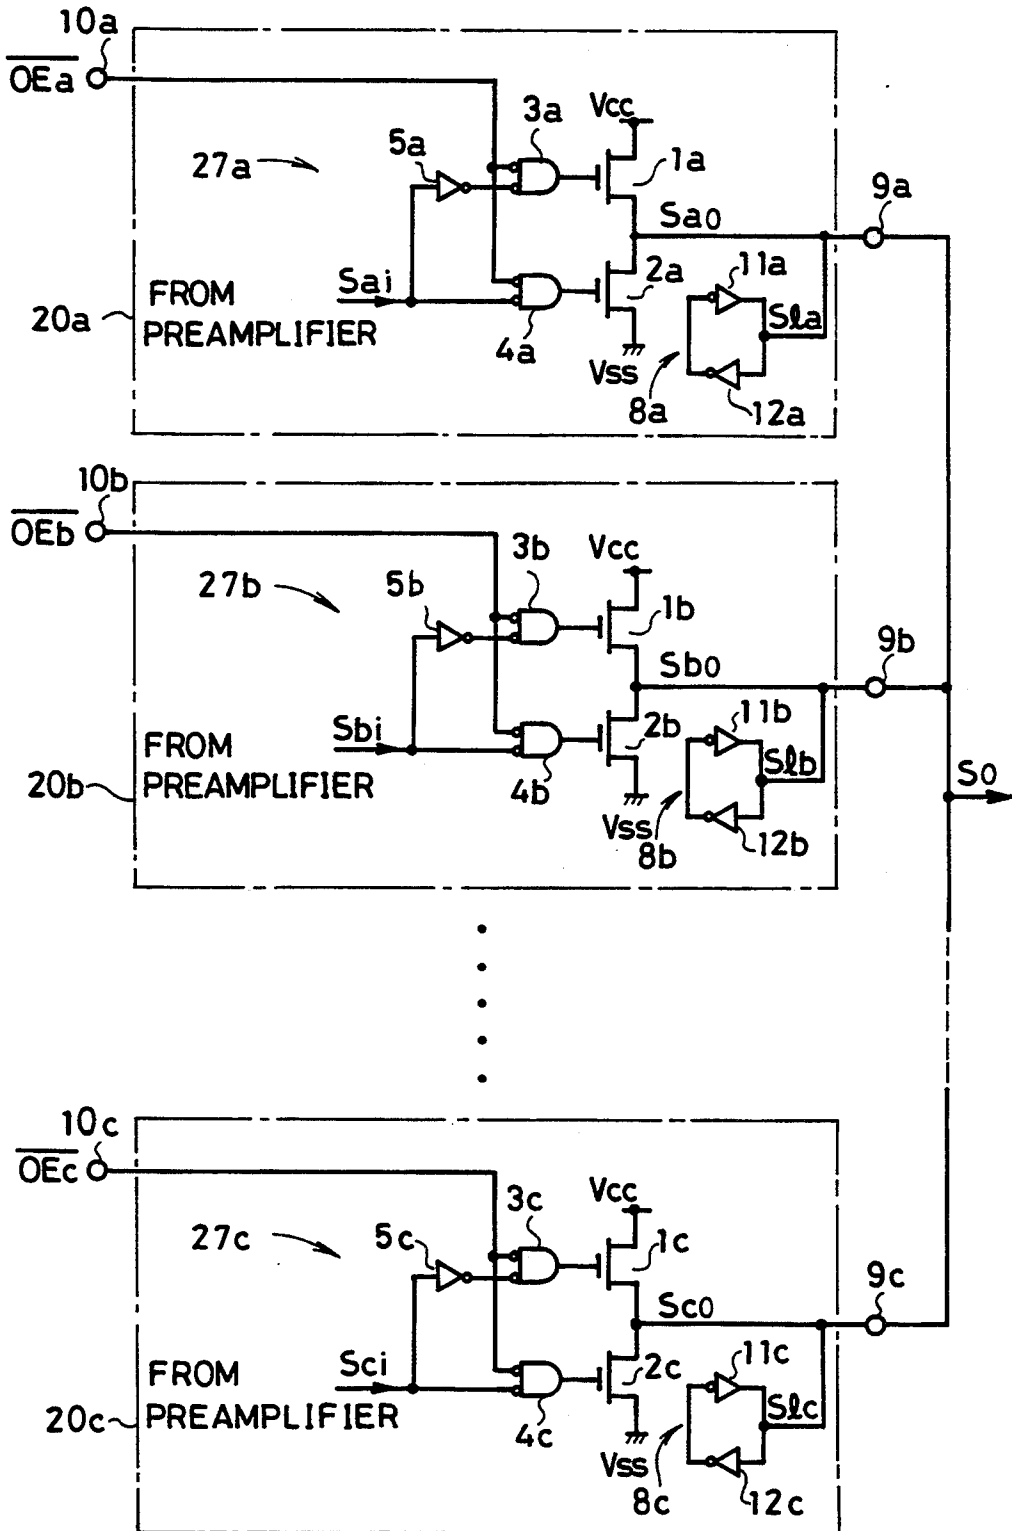 10a
OEa
Vcc
3a
5a
27a
1a
9a
Sa0
2a
11a
Sai
FROM
PREAMPLIFIER
Sla
20a
4a
Vss
8a
12a
10b
OEb
Vcc
3b
5b
27b
1b
9b
Sb0
2b
11b
Sbi
FROM
PREAMPLIFIER
Slb
S0
20b
4b
Vss
8b
12b
10c
OEc
Vcc
3c
5c
27c
1c
9c
Sc0
2c
11c
Sci
FROM
PREAMPLIFIER
Slc
20c
4c
Vss
8c
12c